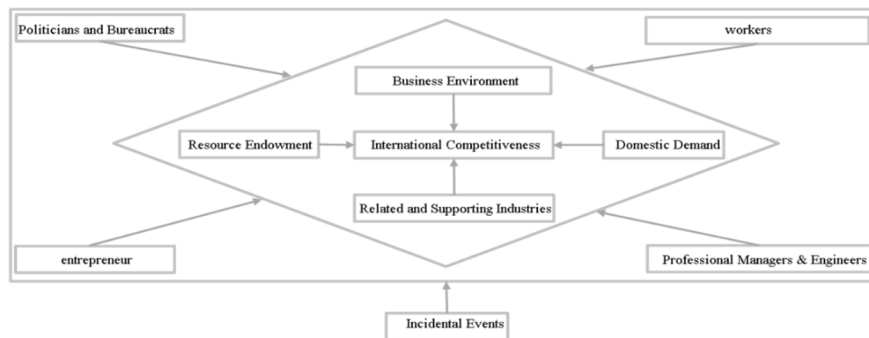 Politicians and Bureaucrats
workers
Business Environment
Resource Endowment
International Competitiveness
Domestic Demand
Related and Supporting Industries
entrepreneur
Professional Managers & Engineers
Incidental Events